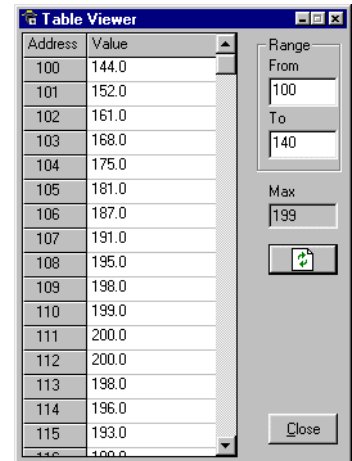 Table Viewer
Address Value
100 144.0
101 152.0
102 161.0
103 168.0
104 175.0
105 181.0
106 187.0
107 191.0
108 195.0
109 198.0
110 199.0
111 200.0
112 200.0
113 198.0
114 196.0
115 193.0
Range
From
100
To
140
Max
199
Close